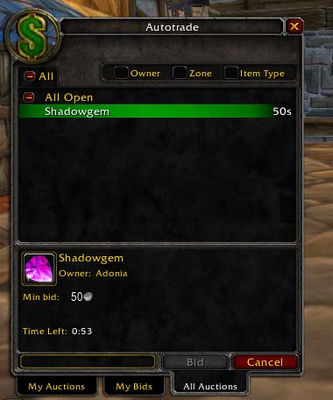 Autotrade
All
Owner
Zone
Item Type
All Open
Shadowgem 50s
Shadowgem
Owner: Adonia
Min bid: 50
Time Left: 0:53
Bid
Cancel
My Auctions
My Bids
All Auctions